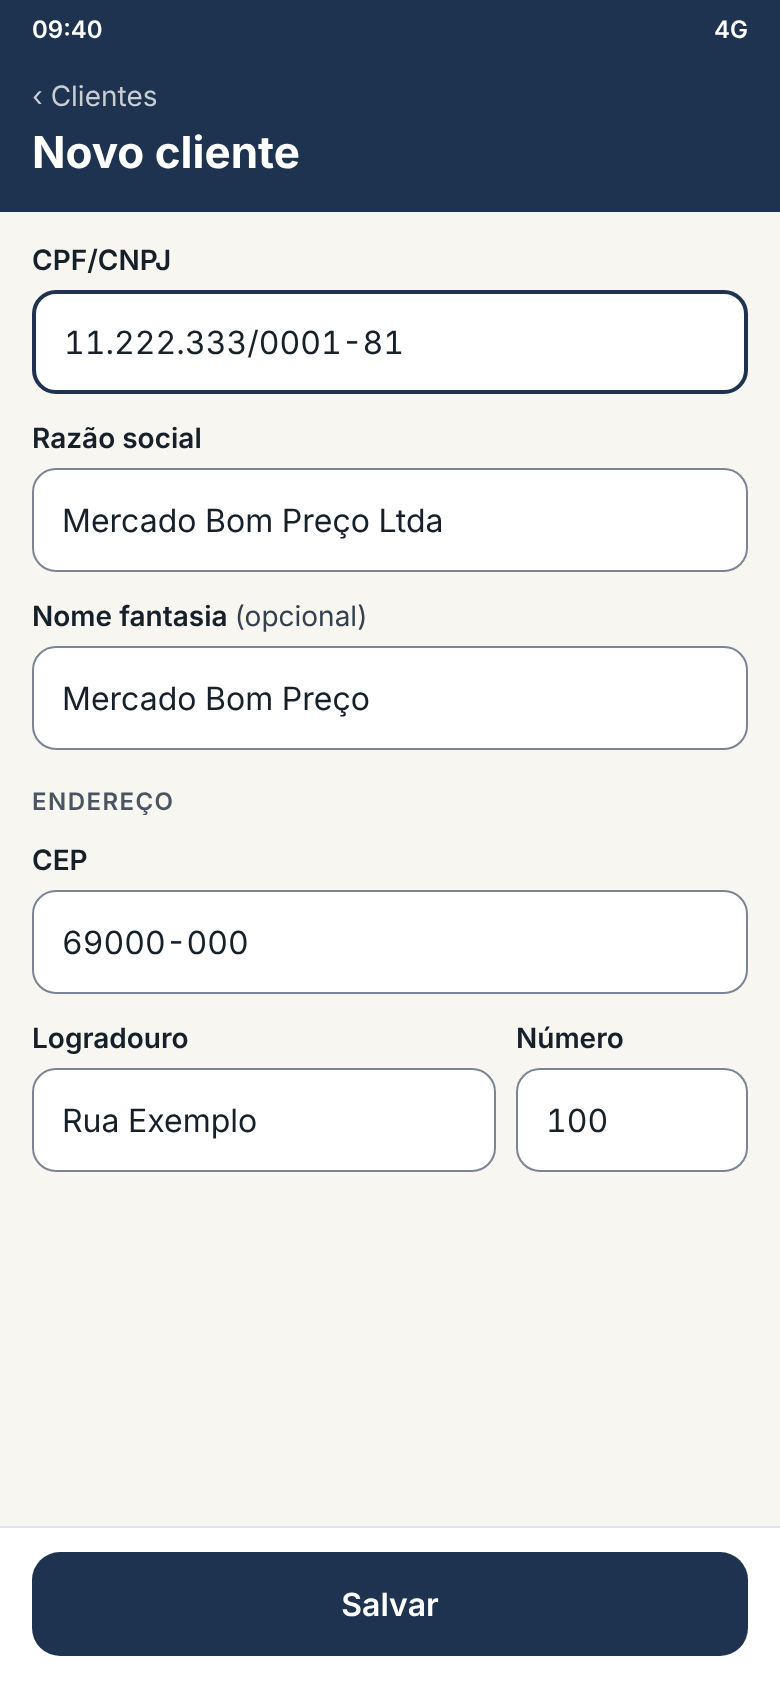 09:40 4G
‹ Clientes
Novo cliente
CPF/CNPJ
11.222.333/0001-81
Razão social
Mercado Bom Preço Ltda
Nome fantasia (opcional)
Mercado Bom Preço
ENDEREÇO
CEP
69000-000
Logradouro Número
Rua Exemplo 100
Salvar